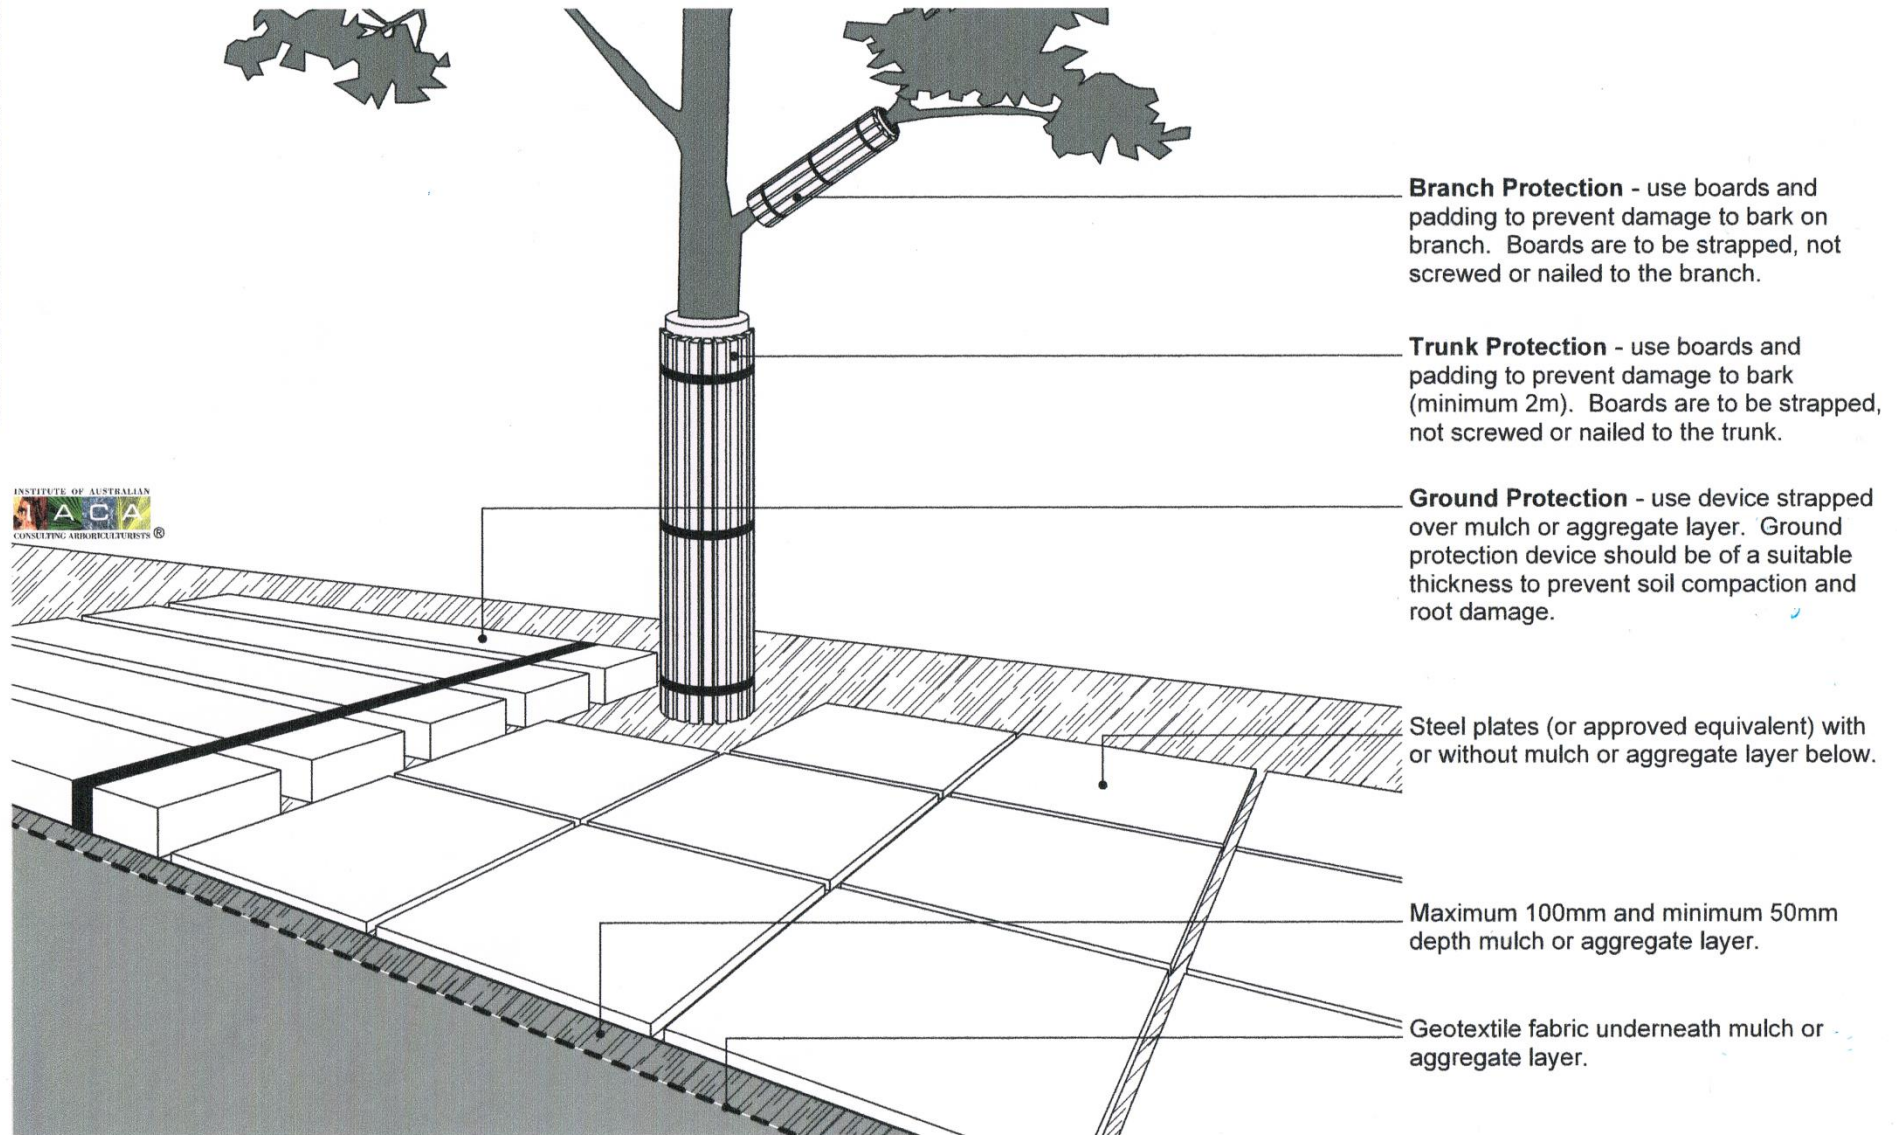 Branch Protection - use boards and
padding to prevent damage to bark on
branch. Boards are to be strapped, not
screwed or nailed to the branch.
Trunk Protection - use boards and
padding to prevent damage to bark
(minimum 2m). Boards are to be strapped,
not screwed or nailed to the trunk.
INSTITUTE OF AUSTRALIAN
IACA
CONSULTING ARBORICULTURISTS ®
Ground Protection - use device strapped
over mulch or aggregate layer. Ground
protection device should be of a suitable
thickness to prevent soil compaction and
root damage.
Steel plates (or approved equivalent) with
or without mulch or aggregate layer below.
Maximum 100mm and minimum 50mm
depth mulch or aggregate layer.
Geotextile fabric underneath mulch or
aggregate layer.